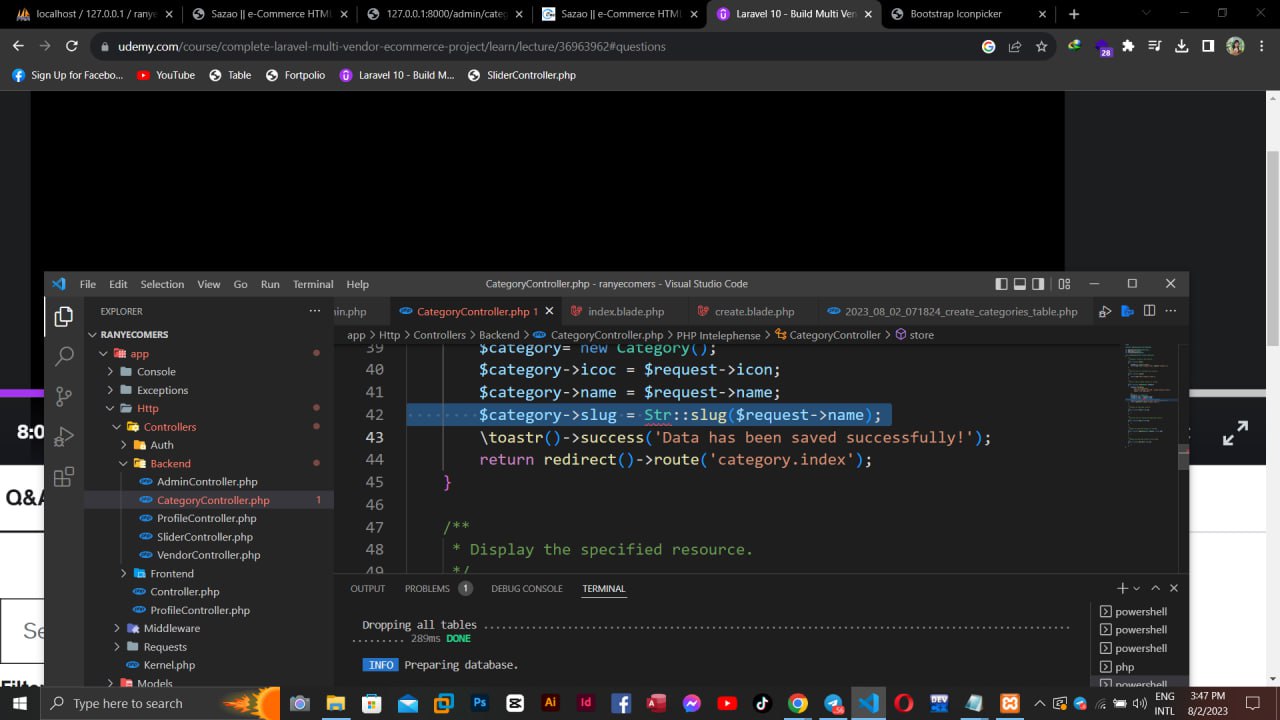 localhost / 127.0.0.1 / ranye
Sazao || e-Commerce HTML
127.0.0.1:8000/admin/categ
Sazao || e-Commerce HTML
Laravel 10 - Build Multi Ven
Bootstrap Iconpicker
udemy.com/course/complete-laravel-multi-vendor-ecommerce-project/learn/lecture/36963962#questions
28
Sign Up for Facebo...
YouTube
Table
Fortpolio
Laravel 10 - Build M...
SliderController.php
File Edit Selection View Go Run Terminal Help
CategoryController.php - ranyecomers - Visual Studio Code
EXPLORER
in.php
CategoryController.php 1
index.blade.php
create.blade.php
2023_08_02_071824_create_categories_table.php
RANYECOMERS
app > Http > Controllers > Backend > CategoryController.php > PHP Intelephense > CategoryController > store
app
Console
Exceptions
Http
Controllers
Auth
Backend
AdminController.php
CategoryController.php 1
ProfileController.php
SliderController.php
VendorController.php
Frontend
Controller.php
ProfileController.php
Middleware
Requests
Kernel.php
Models
39 $category= new Category();
40 $category->icoc = $request->icon;
41 $category->name = $request->name;
42 $category->slug = Str::slug($request->name);
43 \toastr()->success('Data has been saved successfully!');
44 return redirect()->route('category.index');
45 }
46
47 /**
48 * Display the specified resource.
49 */
8:0
Q&A
Se
Filter
OUTPUT PROBLEMS 1 DEBUG CONSOLE TERMINAL
Dropping all tables ..........................................................................................
......... 289ms DONE
INFO Preparing database.
powershell
powershell
powershell
php
powershell
Type here to search
ENG
INTL
3:47 PM
8/2/2023